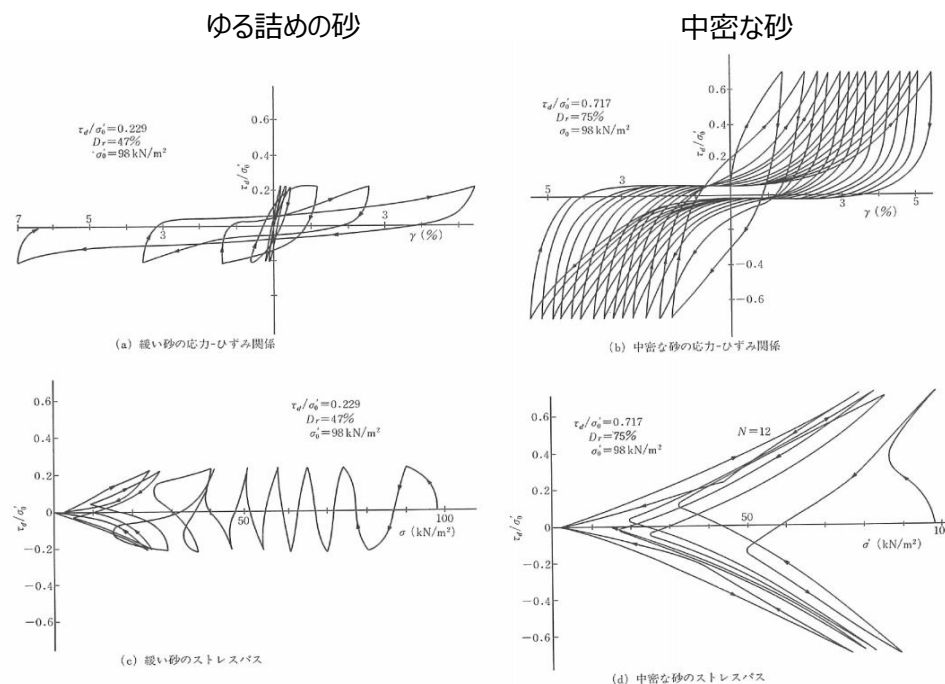 ゆる詰めの砂
中密な砂
τd/σ0′=0.229
Dr=47%
σ0′=98 kN/m²
τd/σ0′
0.6
0.4
0.2
7
5
3
3
γ (%)
(a) 緩い砂の応力-ひずみ関係
τd/σ0′=0.717
Dr=75%
σ0=98 kN/m²
τd/σ0′
0.6
0.4
0.2
5
3
3
5
γ (%)
−0.4
−0.6
(b) 中密な砂の応力-ひずみ関係
τd/σ0′=0.229
Dr=47%
σ0′=98 kN/m²
τd/σ0′
0.6
0.4
0.2
0
−0.2
−0.4
−0.6
50
100
σ (kN/m²)
(c) 緩い砂のストレスパス
τd/σ0′=0.717
Dr=75%
σ0′=98 kN/m²
N=12
τd/σ0′
0.6
0.4
0.2
0
−0.2
−0.4
−0.6
50
10
σ′ (kN/m²)
(d) 中密な砂のストレスパス